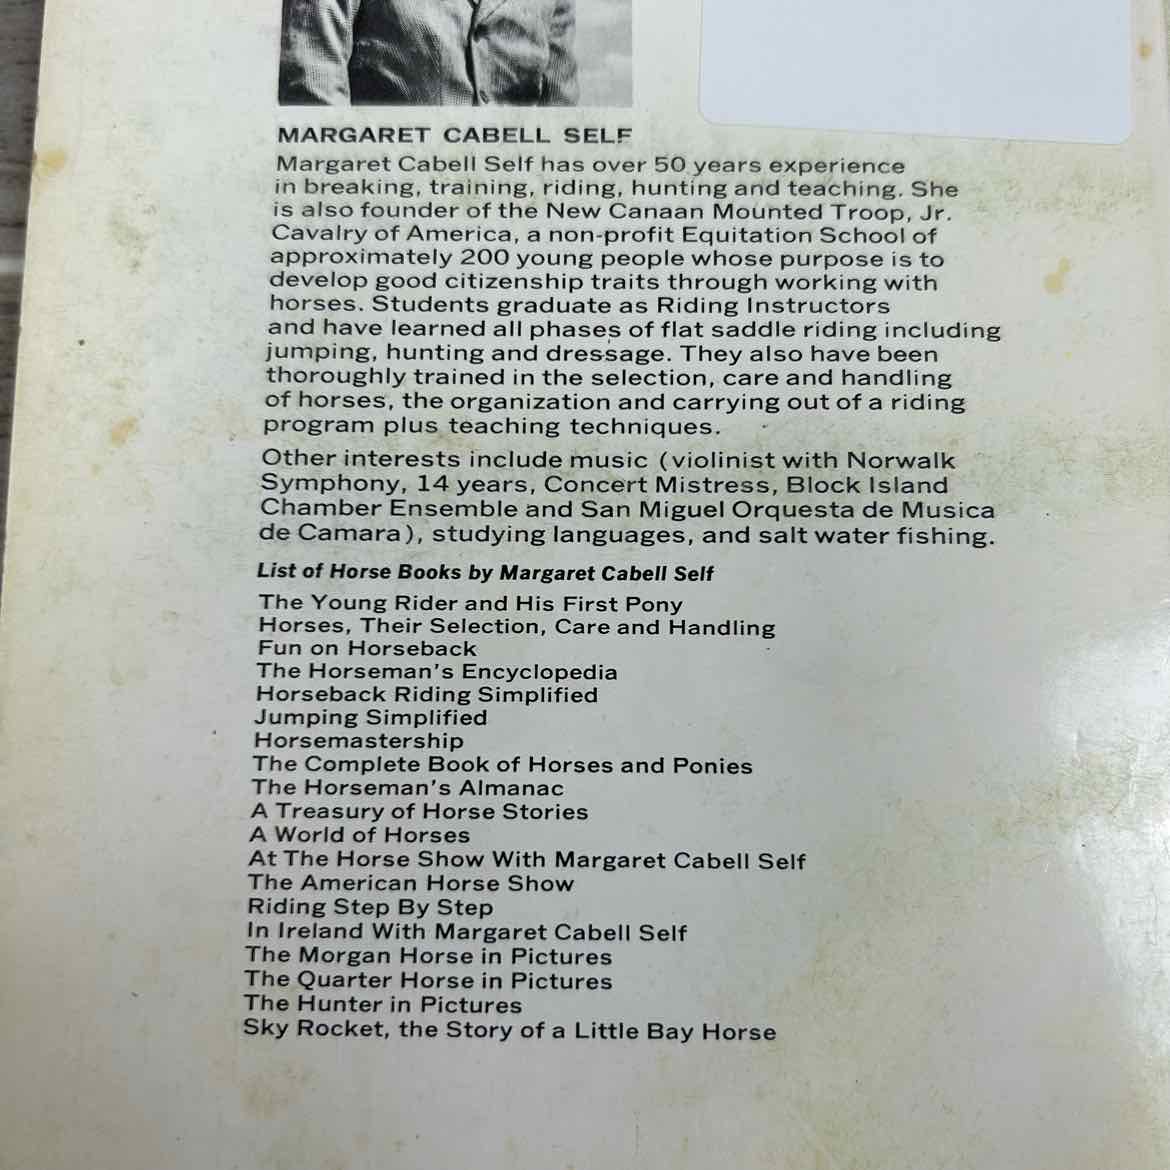 MARGARET CABELL SELF
Margaret Cabell Self has over 50 years experience
in breaking, training, riding, hunting and teaching. She
is also founder of the New Canaan Mounted Troop, Jr.
Cavalry of America, a non-profit Equitation School of
approximately 200 young people whose purpose is to
develop good citizenship traits through working with
horses. Students graduate as Riding Instructors
and have learned all phases of flat saddle riding including
jumping, hunting and dressage. They also have been
thoroughly trained in the selection, care and handling
of horses, the organization and carrying out of a riding
program plus teaching techniques.
Other interests include music (violinist with Norwalk
Symphony, 14 years, Concert Mistress, Block Island
Chamber Ensemble and San Miguel Orquesta de Musica
de Camara), studying languages, and salt water fishing.
List of Horse Books by Margaret Cabell Self
The Young Rider and His First Pony
Horses, Their Selection, Care and Handling
Fun on Horseback
The Horseman's Encyclopedia
Horseback Riding Simplified
Jumping Simplified
Horsemastership
The Complete Book of Horses and Ponies
The Horseman's Almanac
A Treasury of Horse Stories
A World of Horses
At The Horse Show With Margaret Cabell Self
The American Horse Show
Riding Step By Step
In Ireland With Margaret Cabell Self
The Morgan Horse in Pictures
The Quarter Horse in Pictures
The Hunter in Pictures
Sky Rocket, the Story of a Little Bay Horse